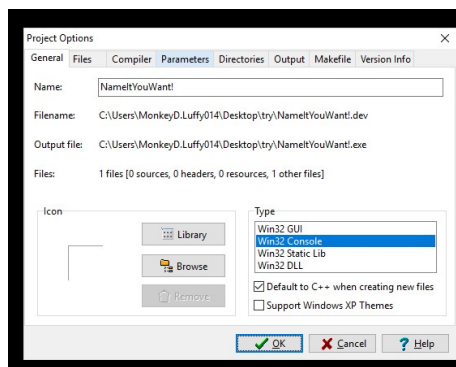 Project Options
General Files Compiler Parameters Directories Output Makefile Version Info
Name: NameItYouWant!
Filename: C:\Users\MonkeyD.Luffy014\Desktop\try\NameItYouWant!.dev
Output file: C:\Users\MonkeyD.Luffy014\Desktop\try\NameItYouWant!.exe
Files: 1 files [0 sources, 0 headers, 0 resources, 1 other files]
Icon
Library
Browse
Remove
Type
Win32 GUI
Win32 Console
Win32 Static Lib
Win32 DLL
Default to C++ when creating new files
Support Windows XP Themes
OK Cancel Help